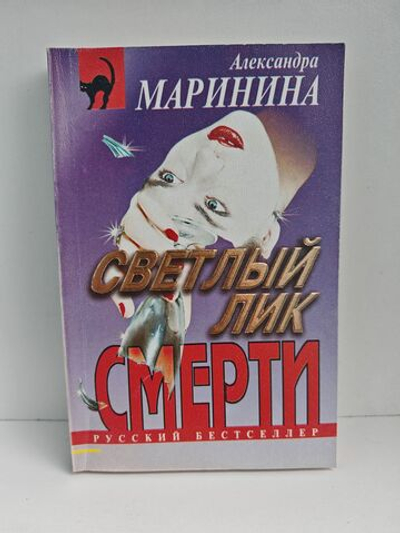 Александра
МАРИНИНА
СВЕТЛЫЙ
ЛИК
СМЕРТИ
РУССКИЙ БЕСТСЕЛЛЕР